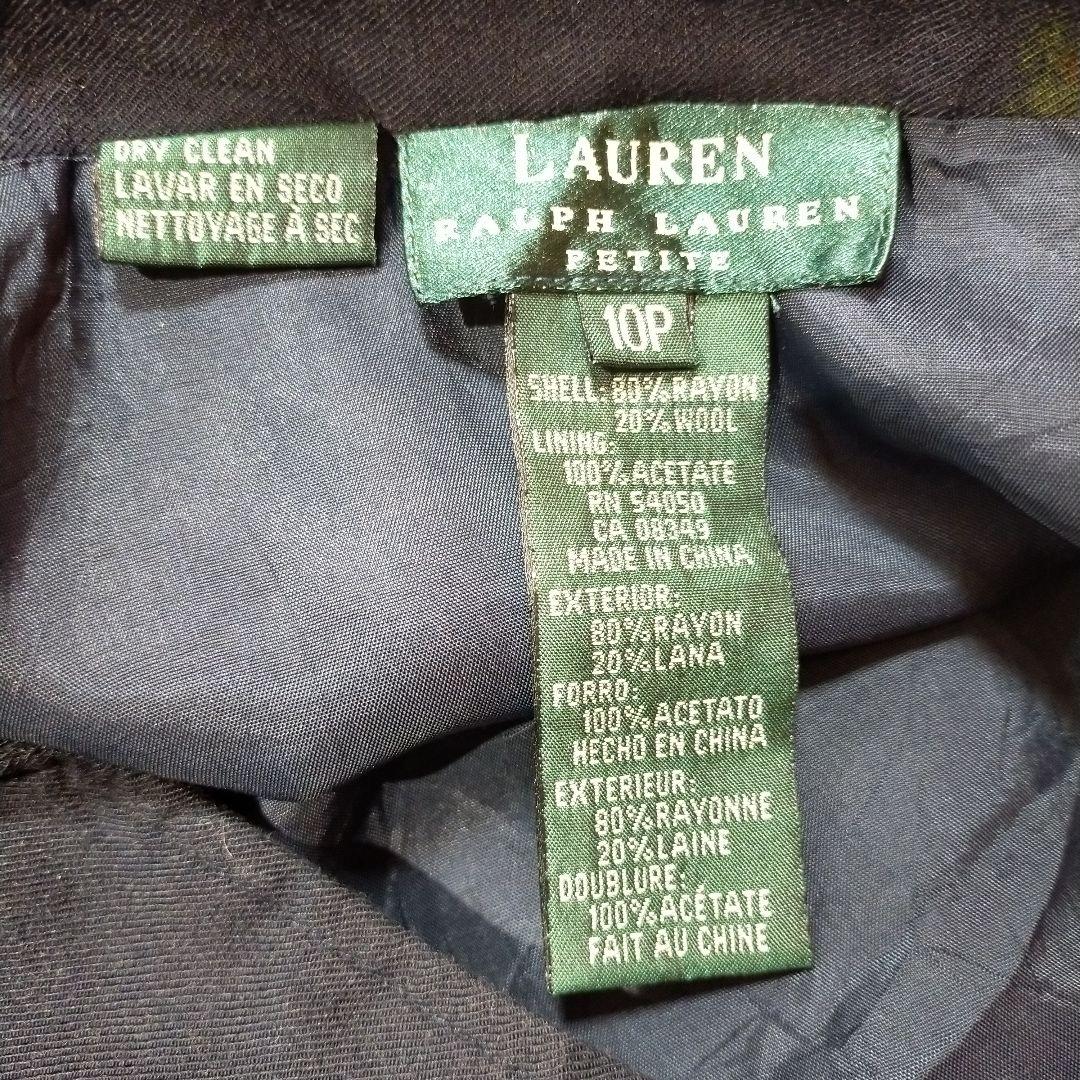 DRY CLEAN
LAVAR EN SECO
NETTOYAGE À SEC
LAUREN
RALPH LAUREN
PETITE
10P
SHELL: 80% RAYON
20% WOOL
LINING:
100% ACETATE
RN 54050
CA 08349
MADE IN CHINA
EXTERIOR:
80% RAYON
20% LANA
FORRO:
100% ACETATO
HECHO EN CHINA
EXTERIEUR:
80% RAYONNE
20% LAINE
DOUBLURE:
100% ACÉTATE
FAIT AU CHINE